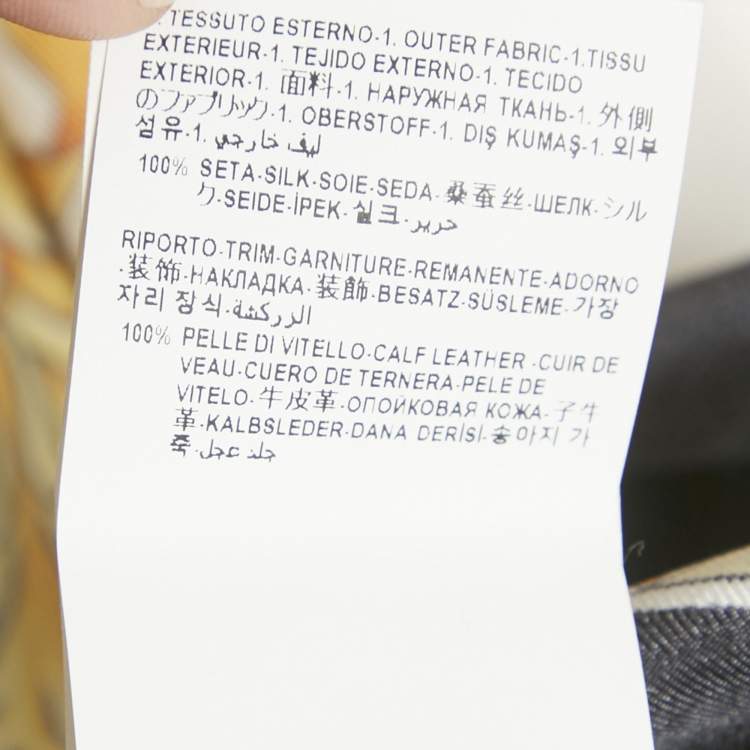 . TESSUTO ESTERNO-1. OUTER FABRIC-1.TISSU
EXTERIEUR-1. TEJIDO EXTERNO-1. TECIDO
EXTERIOR-1. 面料-1. НАРУЖНАЯ ТКАНЬ-1. 外側
のファブリック-1. OBERSTOFF-1. DIŞ KUMAŞ-1. 외부
섬유-1. ليف خارجي
100% SETA-SILK-SOIE-SEDA-桑蚕丝-ШЕЛК-シル
ク-SEIDE-İPEK-실크-حرير
RIPORTO-TRIM-GARNITURE-REMANENTE-ADORNO
-装饰-НАКЛАДКА-装飾-BESATZ-SÜSLEME-가장
자리 장식-الزركشة
100% PELLE DI VITELLO-CALF LEATHER-CUIR DE
VEAU-CUERO DE TERNERA-PELE DE
VITELO-牛皮革-ОПОЙКОВАЯ КОЖА-子牛
革-KALBSLEDER-DANA DERİSİ-송아지 가
죽-جلد عجل